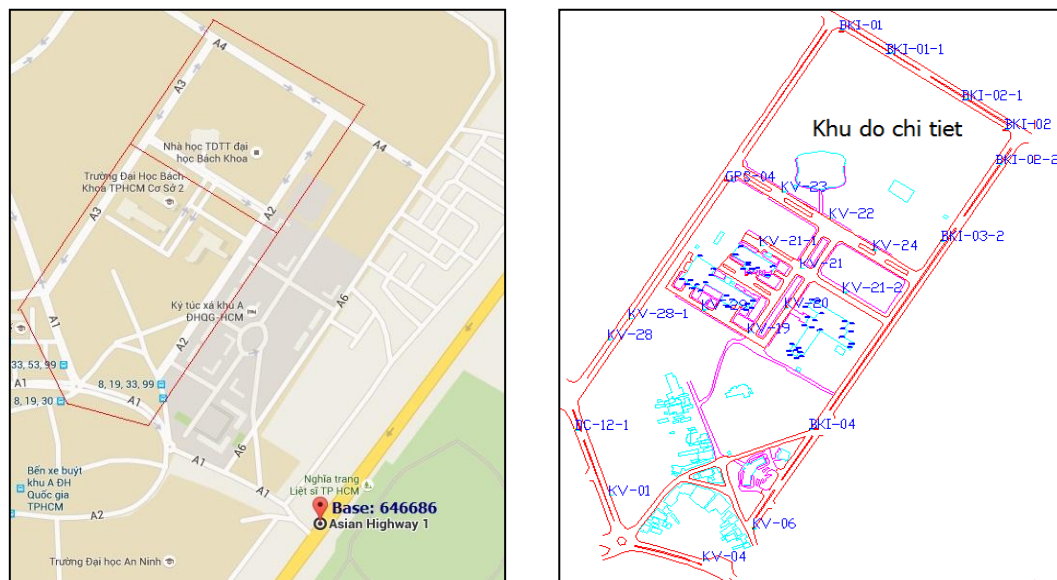 A4
A3
Nhà học TDTT đại
học Bách Khoa
A4
Trường Đại Học Bách
Khoa TPHCM Cơ Sở 2
A3
A2
A6
Ký túc xá khu A
ĐHQG-HCM
A1
A2
33, 53, 99
8, 19, 33, 99
A1
8, 19, 30
A1
A6
A1
Bến xe buýt
khu A ĐH
Quốc gia
TPHCM
A1
Nghĩa trang
Liệt sĩ TP HCM
A2
Base: 646686
Asian Highway 1
Trường Đại học An Ninh
BKI-01
BKI-01-1
BKI-02-1
BKI-02
Khu do chi tiet
BKI-02-2
GPS-04
KV-23
KV-22
BKI-03-2
KV-21-1
KV-24
KV-21
KV-21-2
KV-29
KV-20
KV-28-1
KV-19
KV-28
DC-12-1
BKI-04
KV-01
KV-06
KV-04